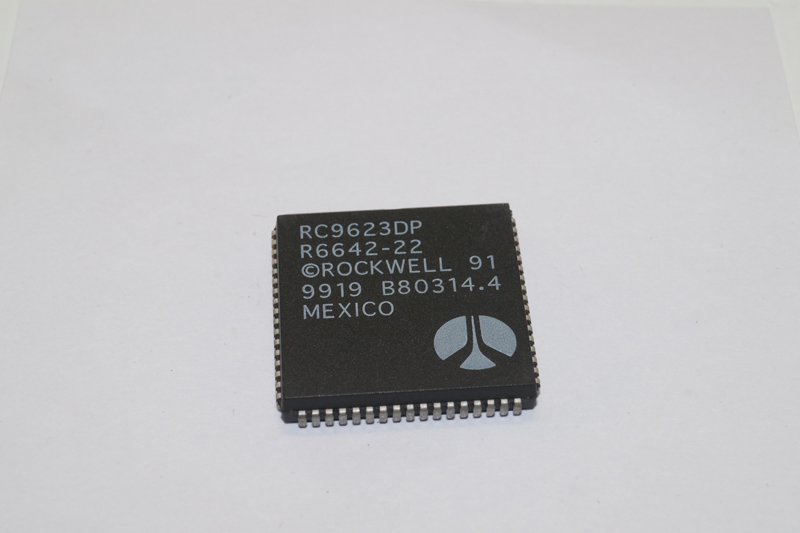 RC9623DP
R6642-22
©ROCKWELL 91
9919 B80314.4
MEXICO